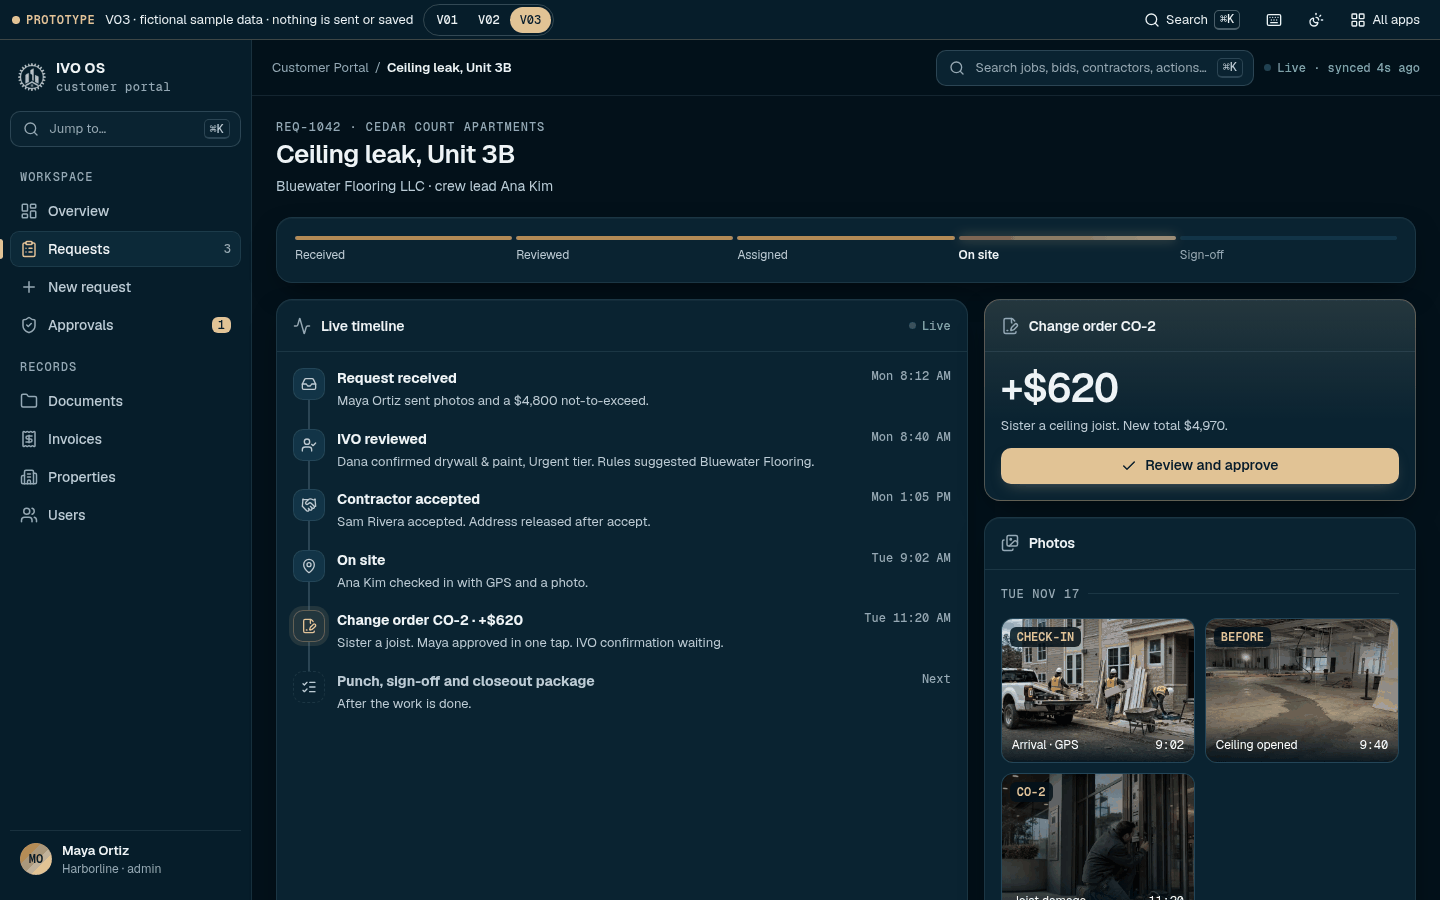 PROTOTYPE V03 · fictional sample data · nothing is sent or saved V01 V02 V03 Search ⌘K All apps
IVO OS
customer portal
Jump to… ⌘K
WORKSPACE
Overview
Requests 3
New request
Approvals 1
RECORDS
Documents
Invoices
Properties
Users
MO
Maya Ortiz
Harborline · admin
Customer Portal / Ceiling leak, Unit 3B
Search jobs, bids, contractors, actions… ⌘K
Live · synced 4s ago
REQ-1042 · CEDAR COURT APARTMENTS
Ceiling leak, Unit 3B
Bluewater Flooring LLC · crew lead Ana Kim
Received Reviewed Assigned On site Sign-off
Live timeline Live
Request received Mon 8:12 AM
Maya Ortiz sent photos and a $4,800 not-to-exceed.
IVO reviewed Mon 8:40 AM
Dana confirmed drywall & paint, Urgent tier. Rules suggested Bluewater Flooring.
Contractor accepted Mon 1:05 PM
Sam Rivera accepted. Address released after accept.
On site Tue 9:02 AM
Ana Kim checked in with GPS and a photo.
Change order CO-2 · +$620 Tue 11:20 AM
Sister a joist. Maya approved in one tap. IVO confirmation waiting.
Punch, sign-off and closeout package Next
After the work is done.
Change order CO-2
+$620
Sister a ceiling joist. New total $4,970.
Review and approve
Photos
TUE NOV 17
CHECK-IN
Arrival · GPS 9:02
BEFORE
Ceiling opened 9:40
CO-2
Joist damage 11:20